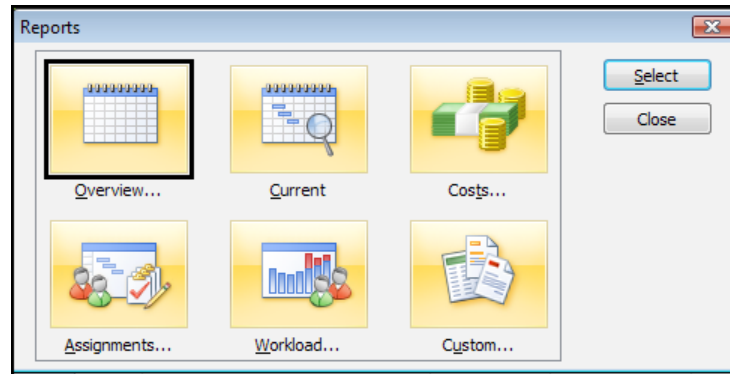 Reports
Select
Close
Overview...
Current
Costs...
Assignments...
Workload...
Custom...